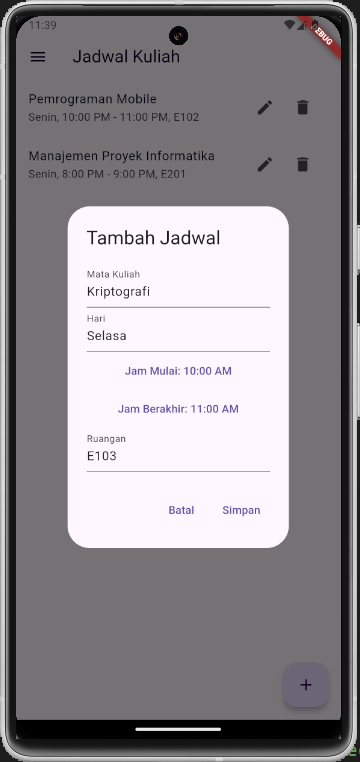 11:39
DEBUG
Jadwal Kuliah
Pemrograman Mobile
Senin, 10:00 PM - 11:00 PM, E102
Manajemen Proyek Informatika
Senin, 8:00 PM - 9:00 PM, E201
Tambah Jadwal
Mata Kuliah
Kriptografi
Hari
Selasa
Jam Mulai: 10:00 AM
Jam Berakhir: 11:00 AM
Ruangan
E103
Batal
Simpan
+